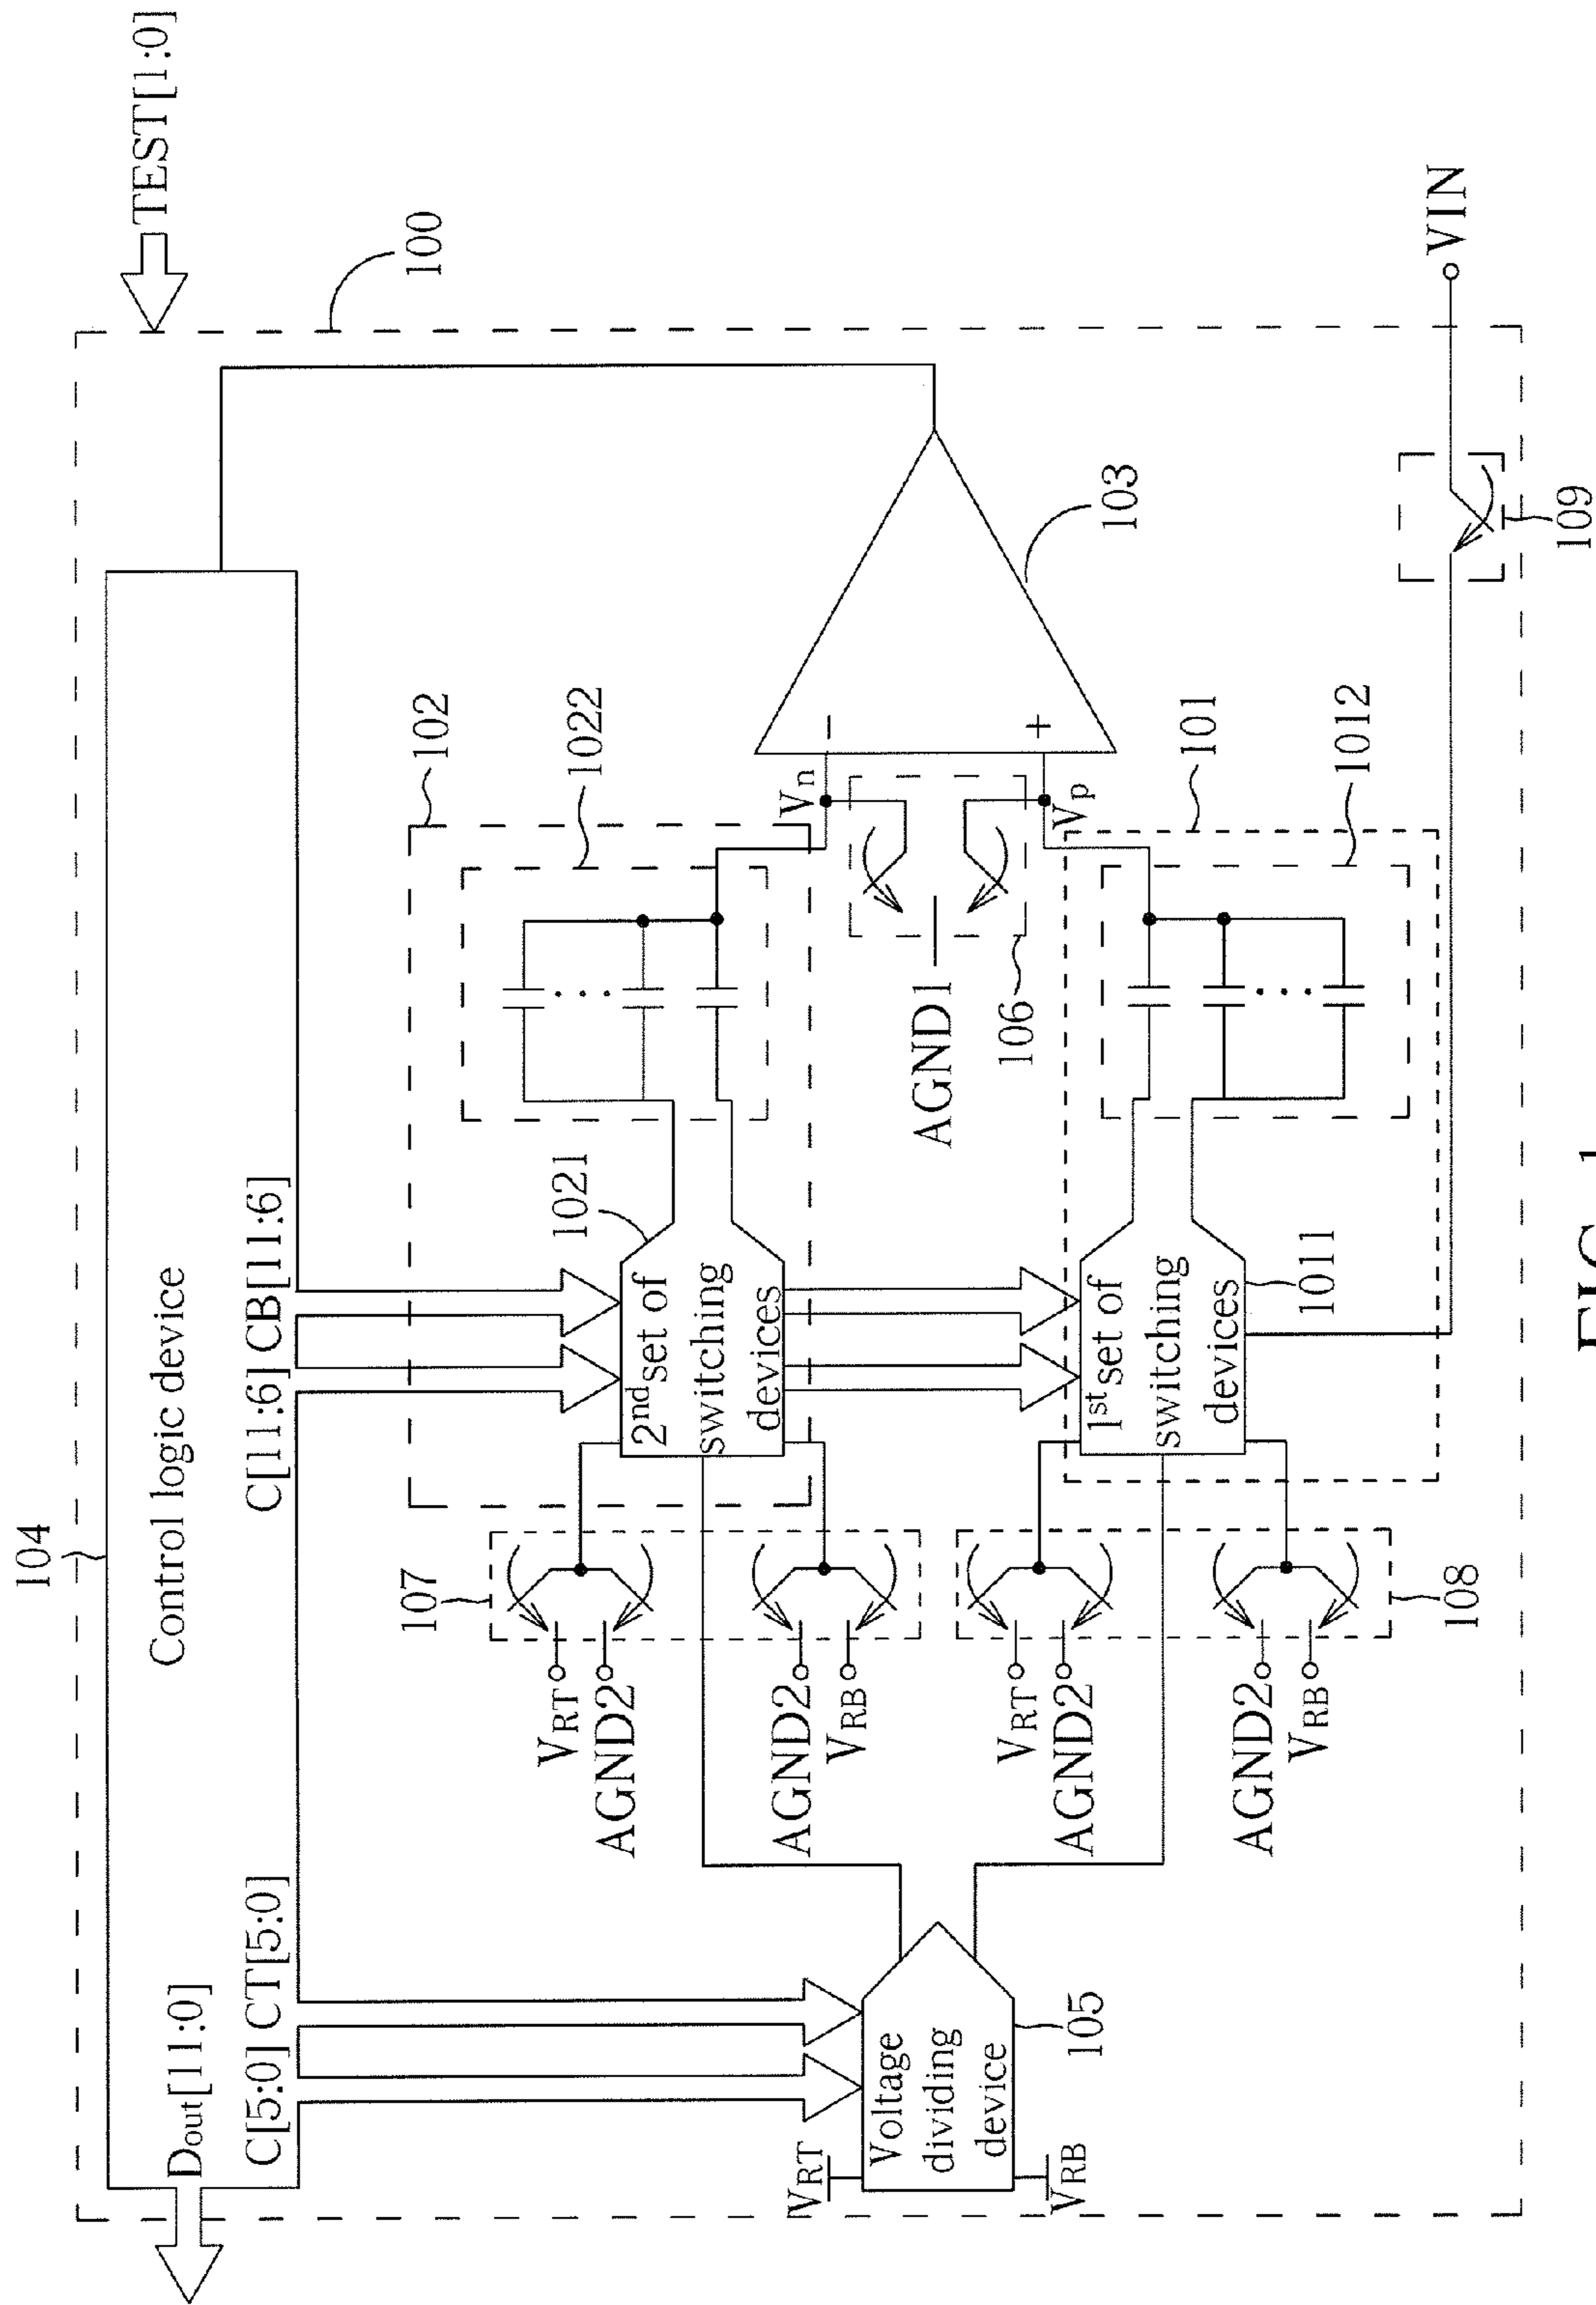 TEST[1:0]
100
104
Control logic device
Dout[11:0]
C[5:0] CT[5:0]
C[11:6] CB[11:6]
102
1022
1021
2nd set of
switching
devices
107
VRT
AGND2
AGND2
VRB
Vn
103
−
+
Vp
AGND1
106
VRT
Voltage
dividing
device
VRB
105
101
1012
1st set of
switching
devices
1011
VRT
AGND2
AGND2
VRB
108
VIN
109